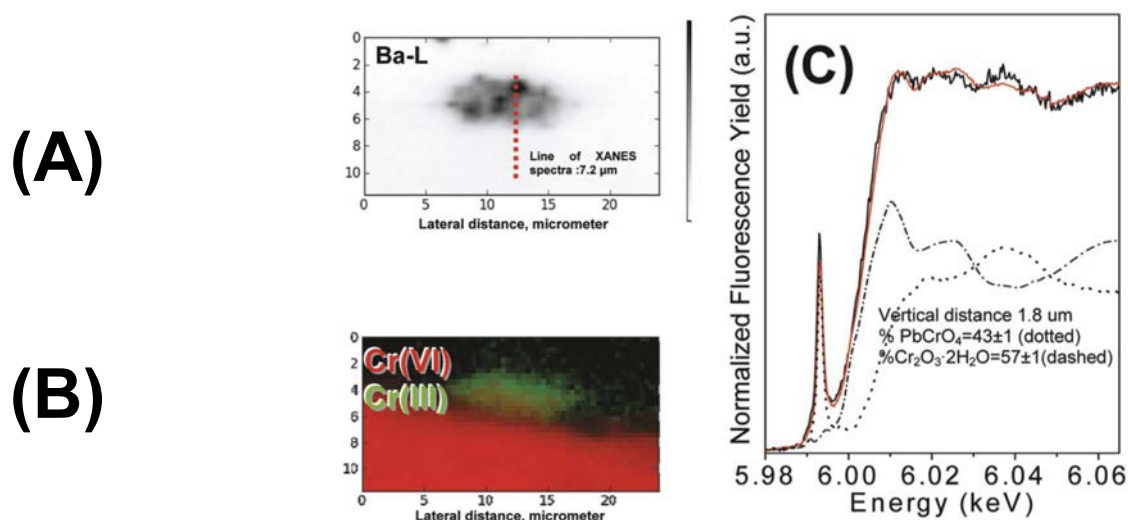 (A)
0
2
4
6
8
10
Ba-L
Line of XANES
spectra :7.2 µm
0 5 10 15 20
Lateral distance, micrometer
(B)
0
2
4
6
8
10
Cr(VI)
Cr(III)
0 5 10 15 20
Lateral distance, micrometer
(C)
Normalized Fluorescence Yield (a.u.)
Vertical distance 1.8 um
% PbCrO₄=43±1 (dotted)
%Cr₂O₃·2H₂O=57±1(dashed)
5.98 6.00 6.02 6.04 6.06
Energy (keV)